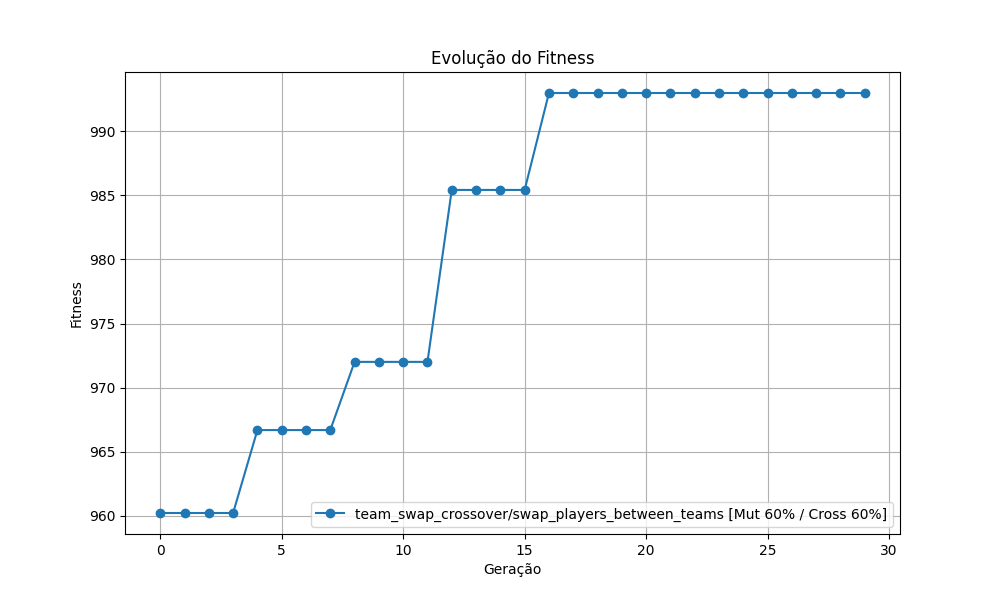 Evolução do Fitness
Fitness
990
985
980
975
970
965
960
team_swap_crossover/swap_players_between_teams [Mut 60% / Cross 60%]
0 5 10 15 20 25 30
Geração